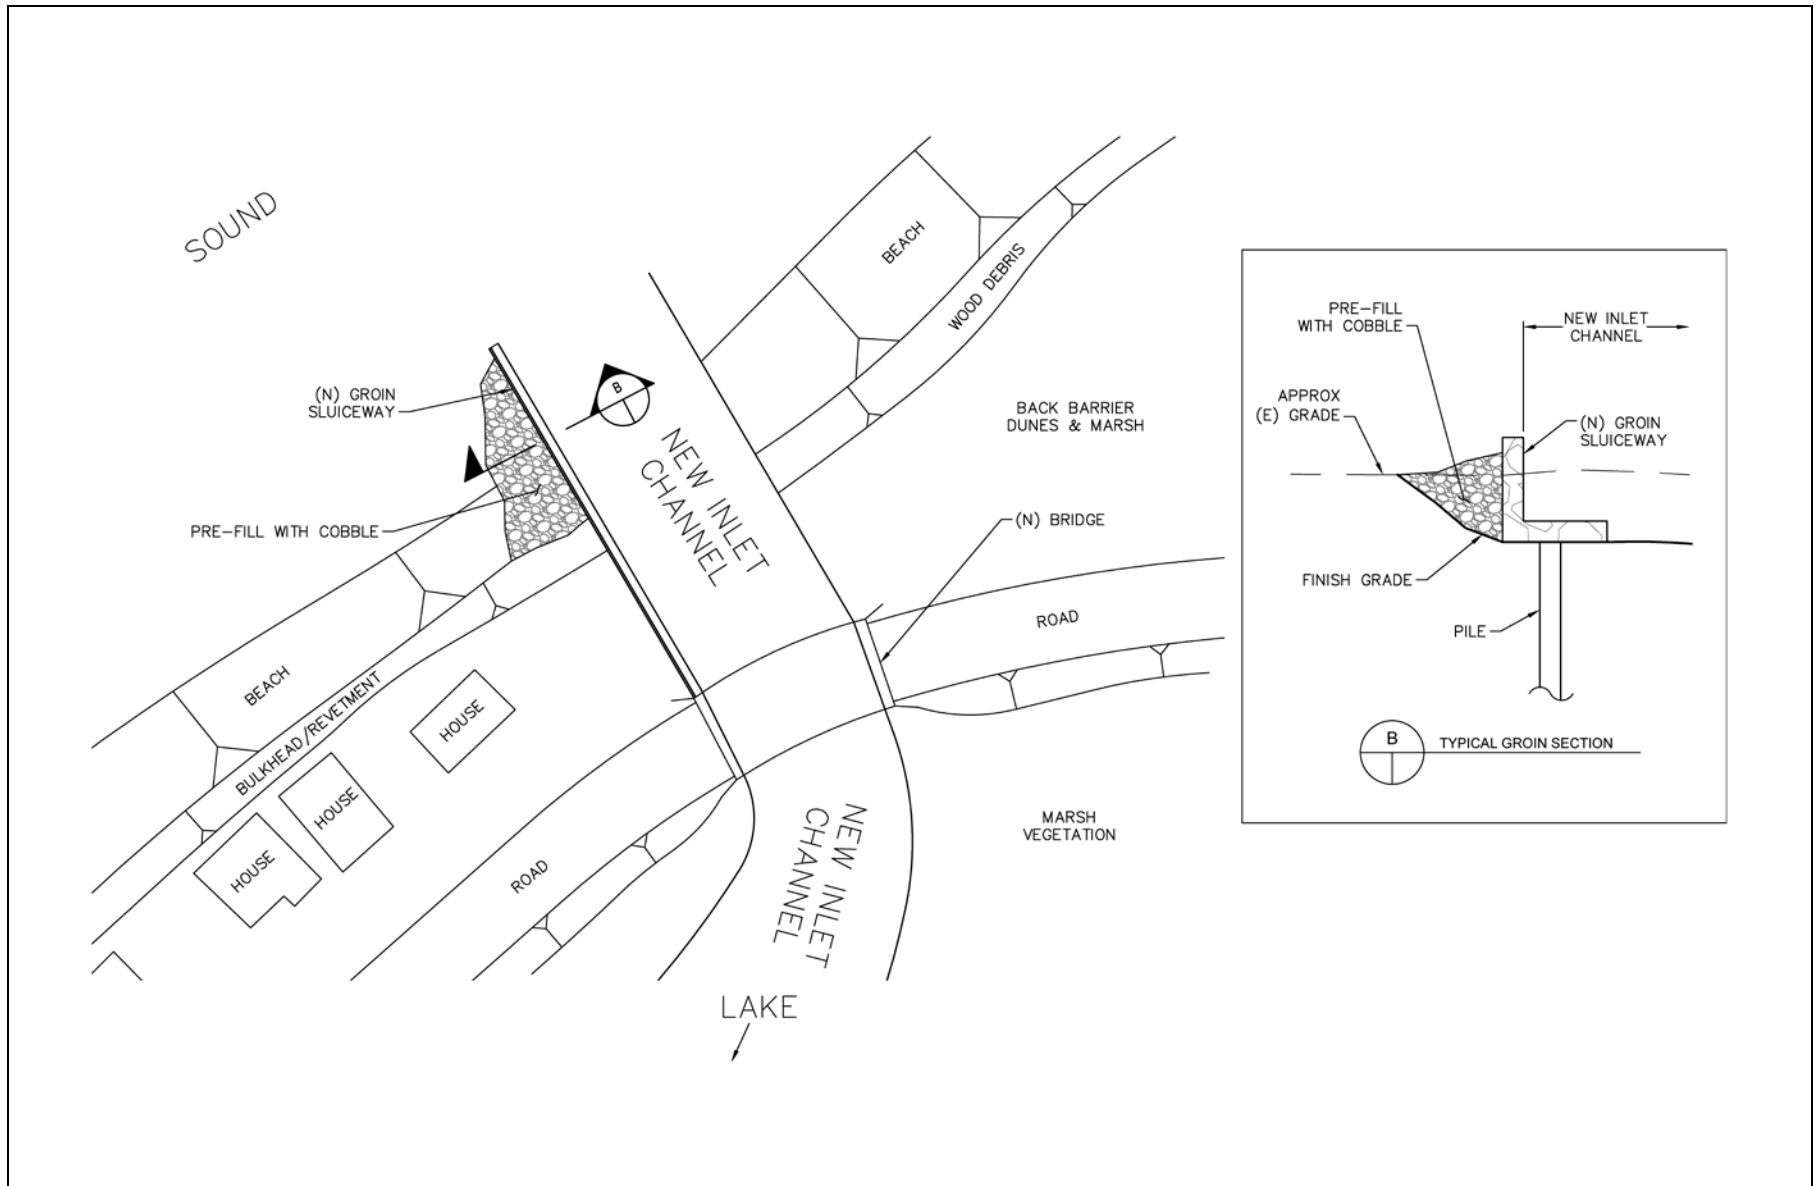 SOUND
BEACH
WOOD DEBRIS
(N) GROIN
SLUICEWAY
B
NEW INLET
CHANNEL
BACK BARRIER
DUNES & MARSH
PRE-FILL WITH COBBLE
(N) BRIDGE
ROAD
BEACH
BULKHEAD/REVETMENT
HOUSE
HOUSE
HOUSE
ROAD
NEW INLET
CHANNEL
MARSH
VEGETATION
LAKE
PRE-FILL
WITH COBBLE
NEW INLET
CHANNEL
APPROX
(E) GRADE
(N) GROIN
SLUICEWAY
FINISH GRADE
PILE
B
TYPICAL GROIN SECTION